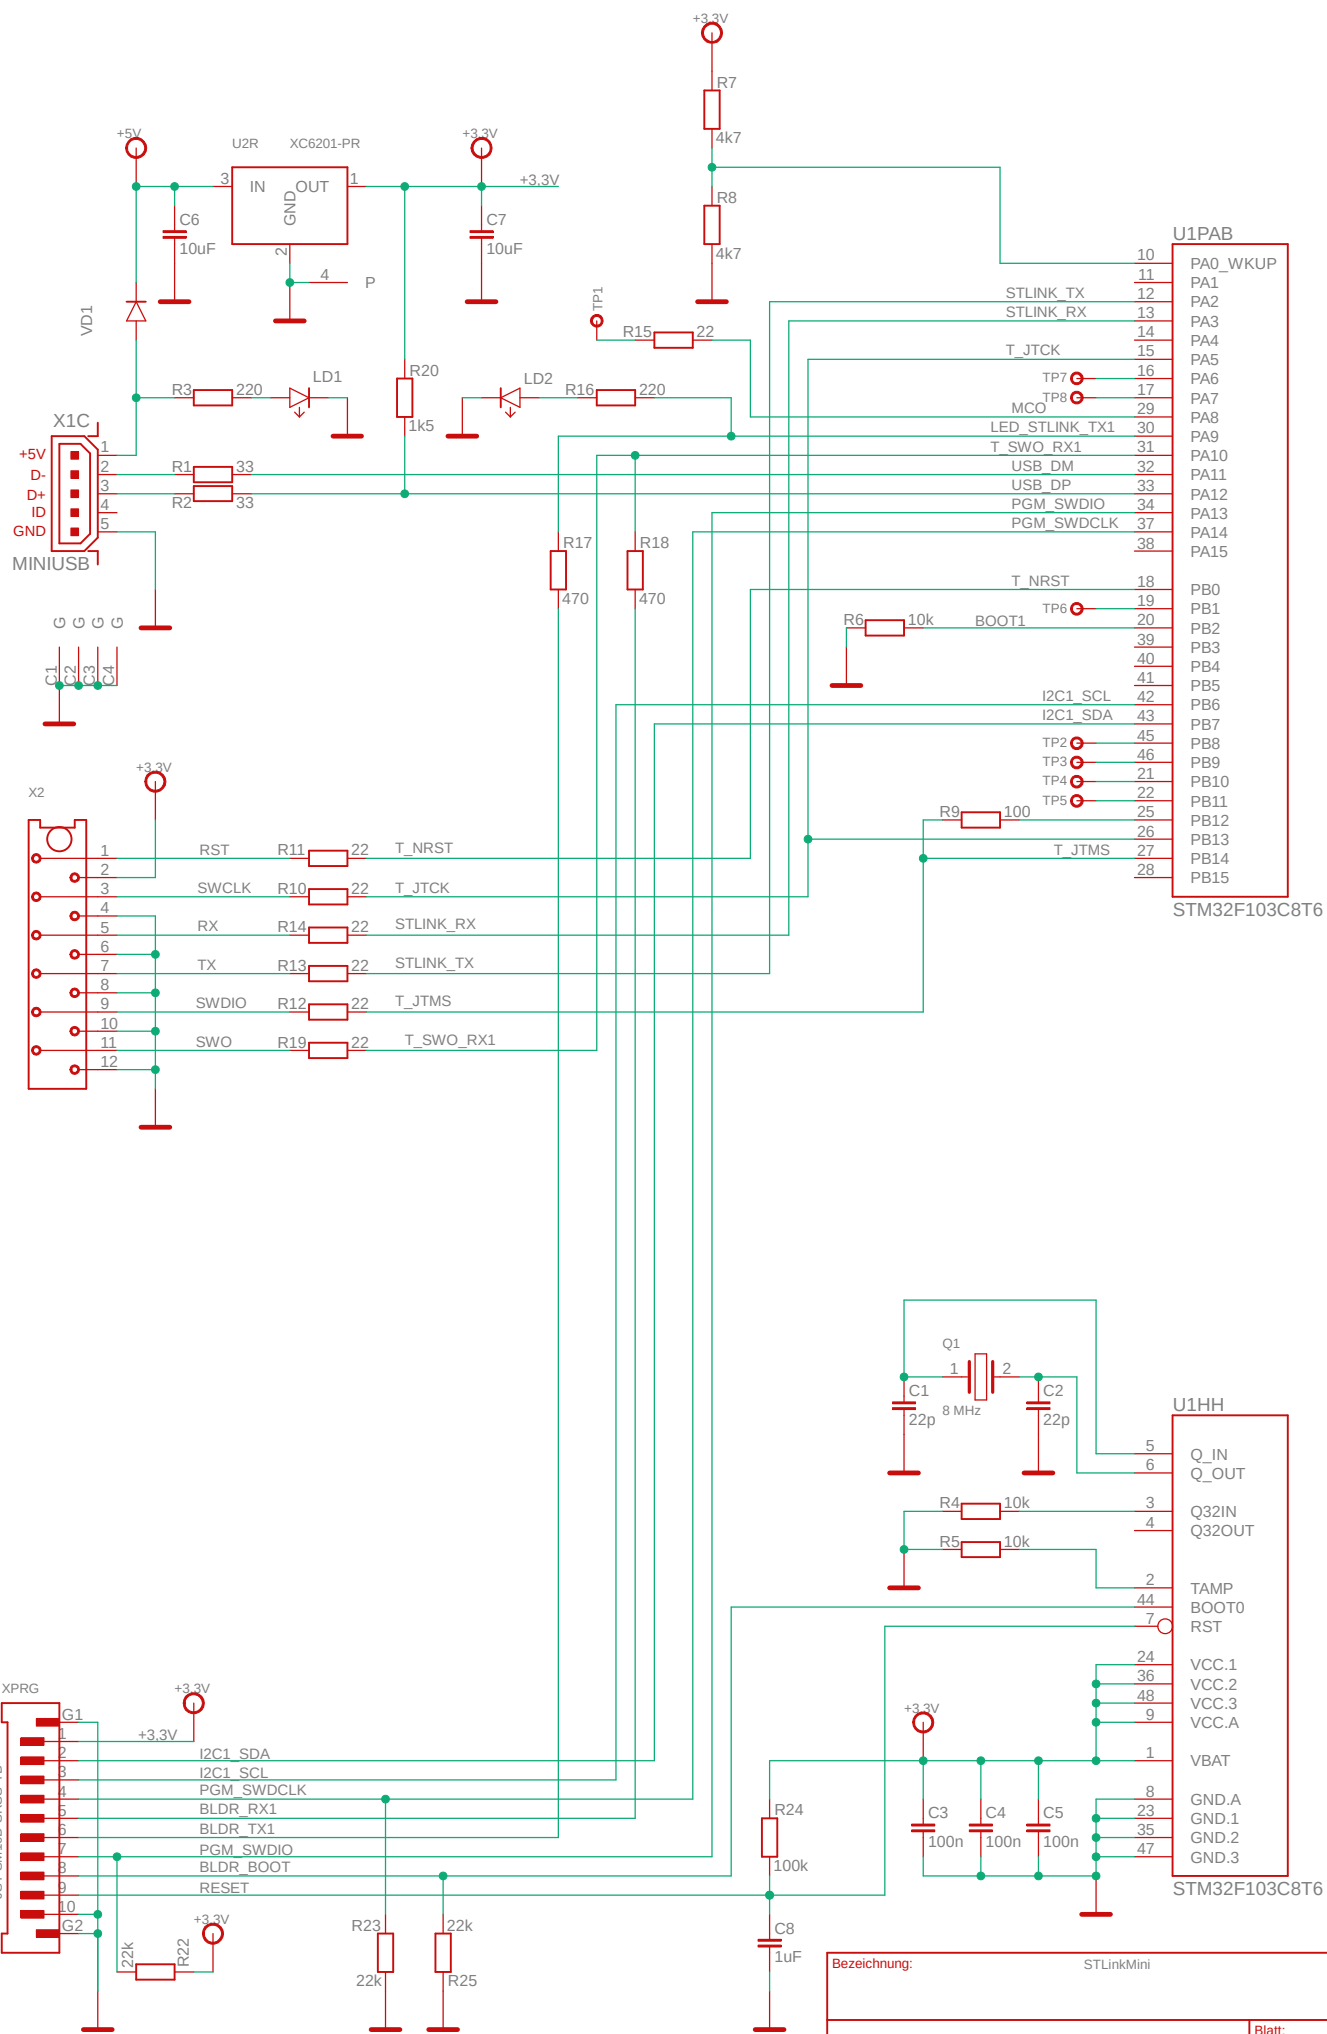 +3.3V
R7
4k7
R8
4k7
+5V
U2R XC6201-PR
+3.3V
3 IN OUT 1
GND
2
+3,3V
C6
10uF
C7
10uF
4 P
VD1
TP1
R15 22
R3 220 LD1
R20
1k5
LD2 R16 220
X1C
+5V 1
D- 2
D+ 3
ID 4
GND 5
MINIUSB
R1 33
R2 33
R17
470
R18
470
G G G G
C1 C2 C3 C4
U1PAB
10 PA0_WKUP
11 PA1
STLINK_TX 12 PA2
STLINK_RX 13 PA3
14 PA4
T_JTCK 15 PA5
TP7 16 PA6
TP8 17 PA7
MCO 29 PA8
LED_STLINK_TX1 30 PA9
T_SWO_RX1 31 PA10
USB_DM 32 PA11
USB_DP 33 PA12
PGM_SWDIO 34 PA13
PGM_SWDCLK 37 PA14
38 PA15
T_NRST 18 PB0
TP6 19 PB1
R6 10k BOOT1 20 PB2
39 PB3
40 PB4
41 PB5
I2C1_SCL 42 PB6
I2C1_SDA 43 PB7
TP2 45 PB8
TP3 46 PB9
TP4 21 PB10
TP5 22 PB11
R9 100 25 PB12
26 PB13
T_JTMS 27 PB14
28 PB15
STM32F103C8T6
+3.3V
X2
1 RST R11 22 T_NRST
2
3 SWCLK R10 22 T_JTCK
4
5 RX R14 22 STLINK_RX
6
7 TX R13 22 STLINK_TX
8
9 SWDIO R12 22 T_JTMS
10
11 SWO R19 22 T_SWO_RX1
12
Q1
1 2
C1
22p
8 MHz
C2
22p
U1HH
5 Q_IN
6 Q_OUT
R4 10k 3 Q32IN
4 Q32OUT
R5 10k
2 TAMP
44 BOOT0
7 RST
24 VCC.1
36 VCC.2
48 VCC.3
9 VCC.A
+3.3V
1 VBAT
8 GND.A
23 GND.1
35 GND.2
47 GND.3
STM32F103C8T6
R24
100k
C3
100n
C4
100n
C5
100n
C8
1uF
XPRG
+3.3V
G1
1 +3,3V
2 I2C1_SDA
3 I2C1_SCL
4 PGM_SWDCLK
5 BLDR_RX1
6 BLDR_TX1
7 PGM_SWDIO
8 BLDR_BOOT
9 RESET
10
G2
+3.3V
22k R22
R23
22k
22k
R25
Bezeichnung: STLinkMini
Blatt: